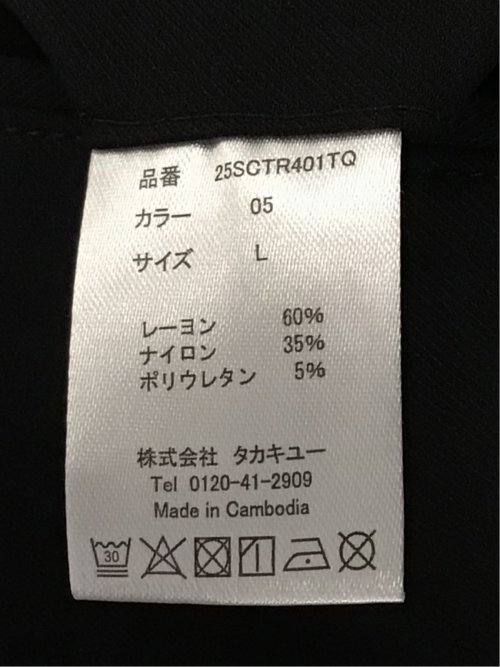 品番 25SCTR401TQ
カラー 05
サイズ L
レーヨン 60%
ナイロン 35%
ポリウレタン 5%
株式会社 タカキユー
Tel 0120-41-2909
Made in Cambodia
30